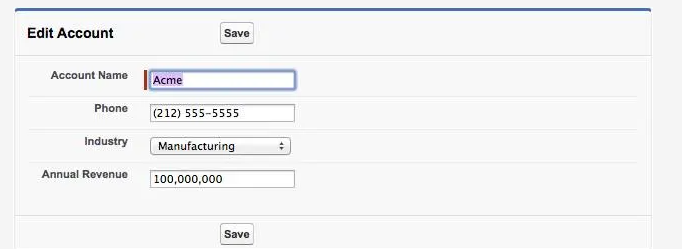 Edit Account Save
Account Name Acme
Phone (212) 555-5555
Industry Manufacturing
Annual Revenue 100,000,000
Save